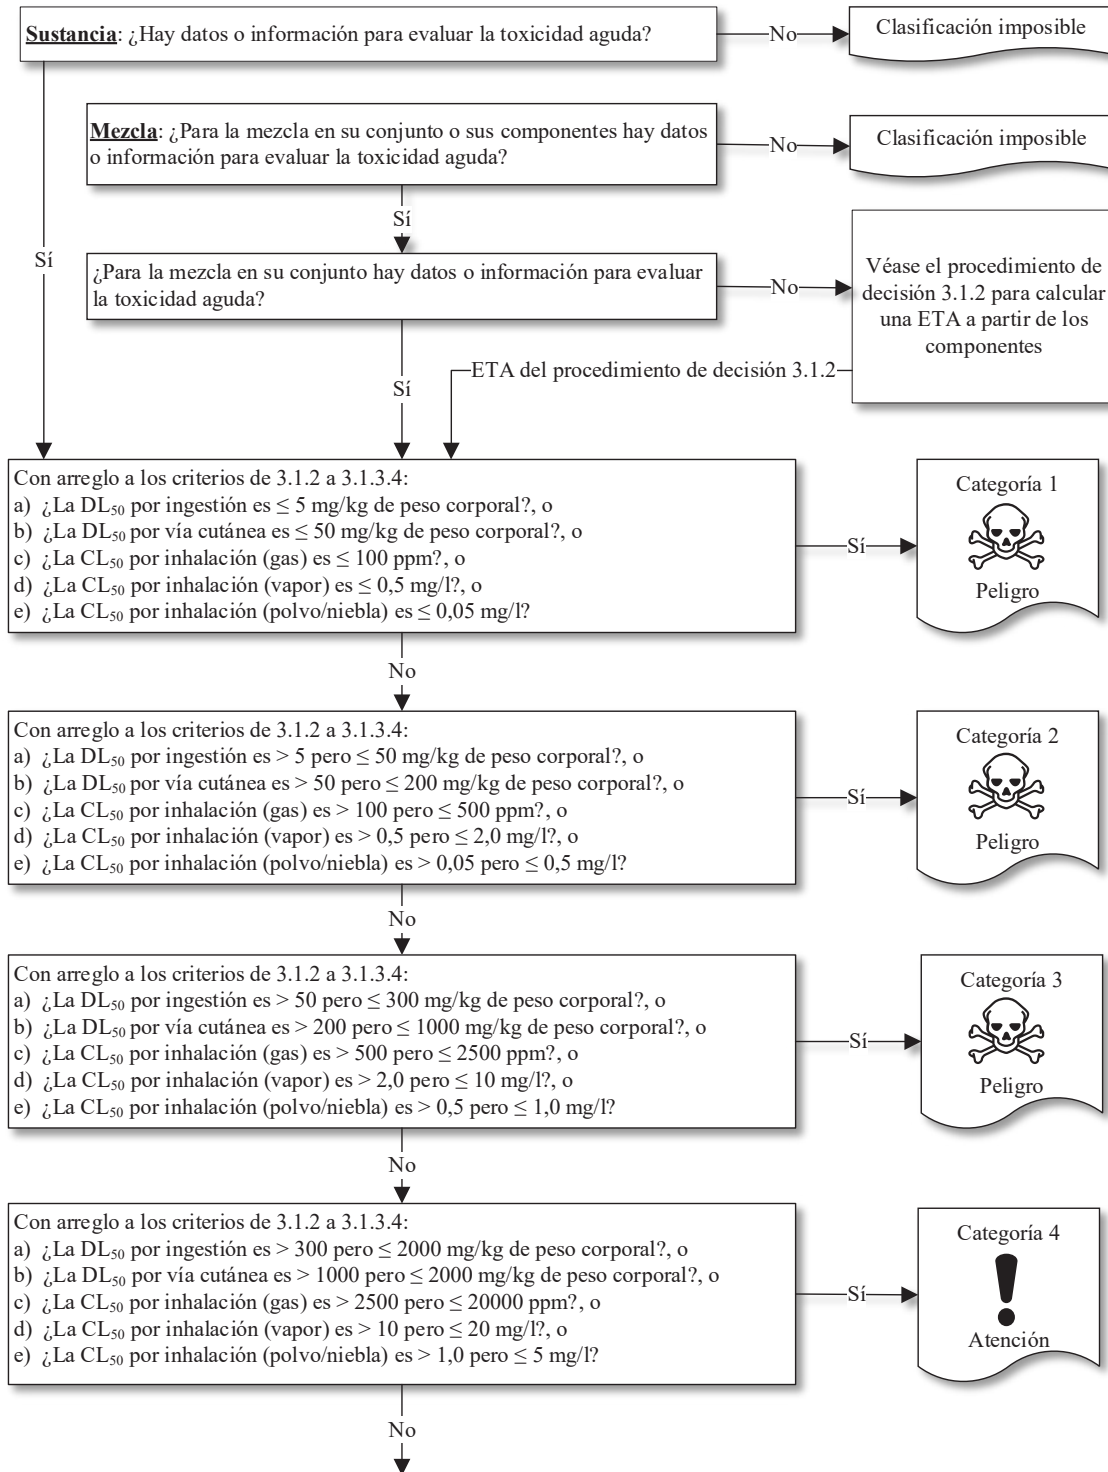 Sustancia: ¿Hay datos o información para evaluar la toxicidad aguda?
No
Clasificación imposible
Mezcla: ¿Para la mezcla en su conjunto o sus componentes hay datos
o información para evaluar la toxicidad aguda?
No
Clasificación imposible
Sí
Sí
¿Para la mezcla en su conjunto hay datos o información para evaluar
la toxicidad aguda?
No
Véase el procedimiento de
decisión 3.1.2 para calcular
una ETA a partir de los
componentes
ETA del procedimiento de decisión 3.1.2
Sí
Con arreglo a los criterios de 3.1.2 a 3.1.3.4:
a) ¿La DL50 por ingestión es ≤ 5 mg/kg de peso corporal?, o
b) ¿La DL50 por vía cutánea es ≤ 50 mg/kg de peso corporal?, o
c) ¿La CL50 por inhalación (gas) es ≤ 100 ppm?, o
d) ¿La CL50 por inhalación (vapor) es ≤ 0,5 mg/l?, o
e) ¿La CL50 por inhalación (polvo/niebla) es ≤ 0,05 mg/l?
Sí
Categoría 1
Peligro
No
Con arreglo a los criterios de 3.1.2 a 3.1.3.4:
a) ¿La DL50 por ingestión es > 5 pero ≤ 50 mg/kg de peso corporal?, o
b) ¿La DL50 por vía cutánea es > 50 pero ≤ 200 mg/kg de peso corporal?, o
c) ¿La CL50 por inhalación (gas) es > 100 pero ≤ 500 ppm?, o
d) ¿La CL50 por inhalación (vapor) es > 0,5 pero ≤ 2,0 mg/l?, o
e) ¿La CL50 por inhalación (polvo/niebla) es > 0,05 pero ≤ 0,5 mg/l?
Sí
Categoría 2
Peligro
No
Con arreglo a los criterios de 3.1.2 a 3.1.3.4:
a) ¿La DL50 por ingestión es > 50 pero ≤ 300 mg/kg de peso corporal?, o
b) ¿La DL50 por vía cutánea es > 200 pero ≤ 1000 mg/kg de peso corporal?, o
c) ¿La CL50 por inhalación (gas) es > 500 pero ≤ 2500 ppm?, o
d) ¿La CL50 por inhalación (vapor) es > 2,0 pero ≤ 10 mg/l?, o
e) ¿La CL50 por inhalación (polvo/niebla) es > 0,5 pero ≤ 1,0 mg/l?
Sí
Categoría 3
Peligro
No
Con arreglo a los criterios de 3.1.2 a 3.1.3.4:
a) ¿La DL50 por ingestión es > 300 pero ≤ 2000 mg/kg de peso corporal?, o
b) ¿La DL50 por vía cutánea es > 1000 pero ≤ 2000 mg/kg de peso corporal?, o
c) ¿La CL50 por inhalación (gas) es > 2500 pero ≤ 20000 ppm?, o
d) ¿La CL50 por inhalación (vapor) es > 10 pero ≤ 20 mg/l?, o
e) ¿La CL50 por inhalación (polvo/niebla) es > 1,0 pero ≤ 5 mg/l?
Sí
Categoría 4
Atención
No